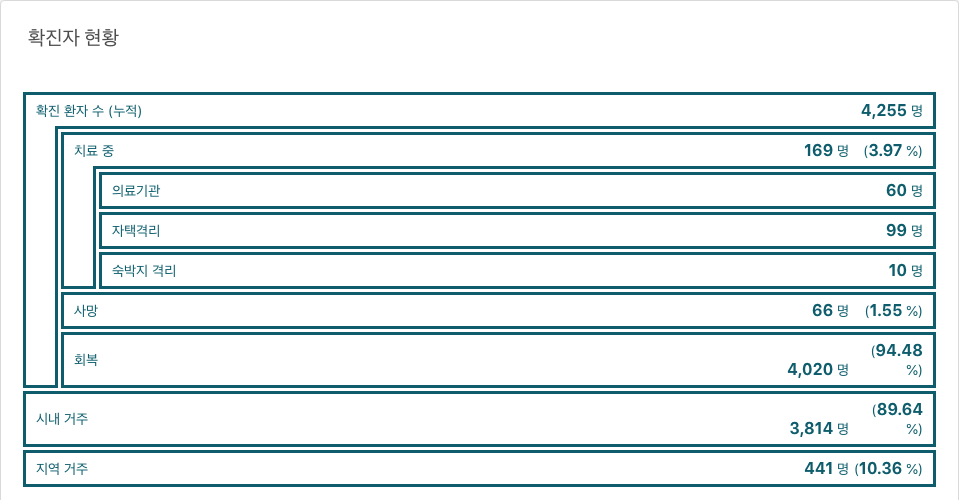 확진자 현황
확진 환자 수 (누적) 4,255 명
치료 중 169 명 (3.97 %)
의료기관 60 명
자택격리 99 명
숙박지 격리 10 명
사망 66 명 (1.55 %)
회복 4,020 명 (94.48 %)
시내 거주 3,814 명 (89.64 %)
지역 거주 441 명 (10.36 %)